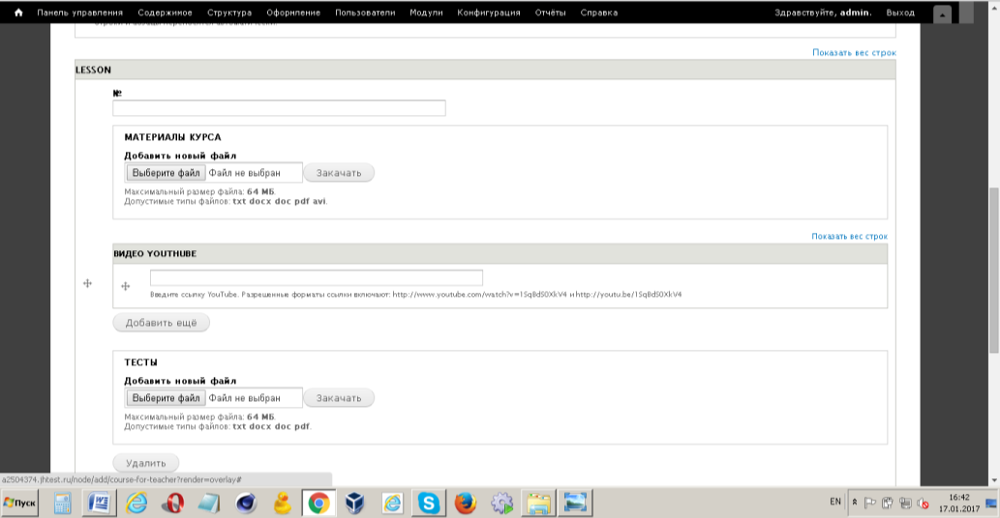 Панель управления Содержимое Структура Оформление Пользователи Модули Конфигурация Отчёты Справка Здравствуйте, admin. Выход
Показать вес строк
LESSON
№
МАТЕРИАЛЫ КУРСА
Добавить новый файл
Выберите файл Файл не выбран Закачать
Максимальный размер файла: 64 МБ.
Допустимые типы файлов: txt docx doc pdf avi.
Показать вес строк
ВИДЕО YOUTHUBE
Введите ссылку YouTube. Разрешенные форматы ссылки включают: http://www.youtube.com/watch?v=1SqBdS0XkV4 и http://youtu.be/1SqBdS0XkV4
Добавить ещё
ТЕСТЫ
Добавить новый файл
Выберите файл Файл не выбран Закачать
Максимальный размер файла: 64 МБ.
Допустимые типы файлов: txt docx doc pdf.
Удалить
a2504374.jhtest.ru/node/add/course-for-teacher?render=overlay#
Пуск EN 16:42
17.01.2017